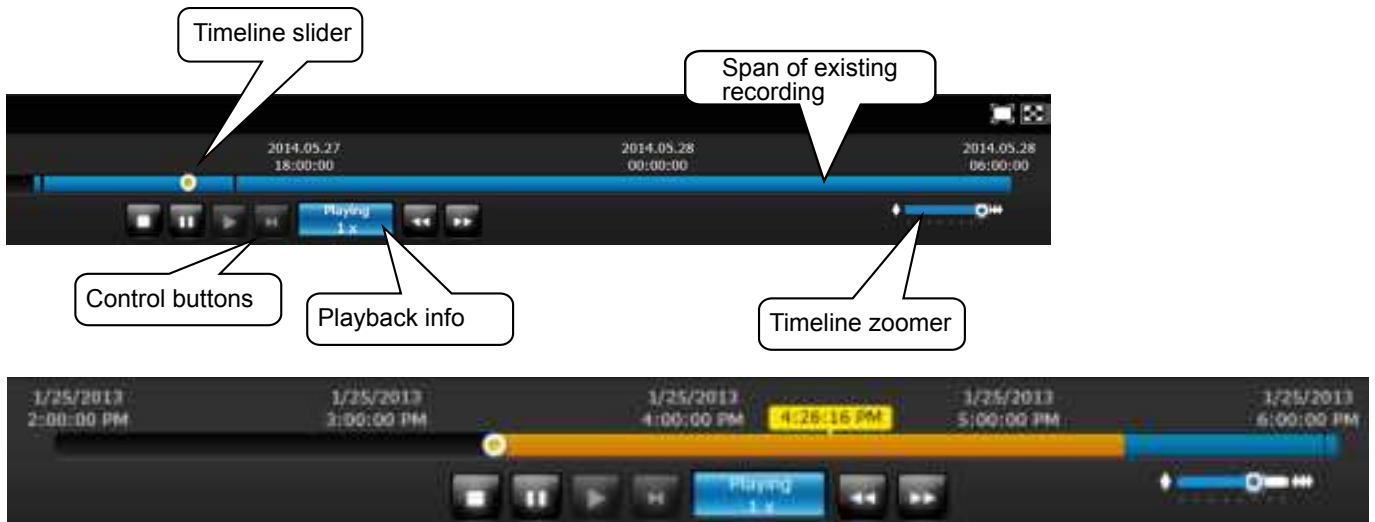 Timeline slider
Span of existing
recording
2014.05.27
18:00:00
2014.05.28
00:00:00
2014.05.28
06:00:00
Playing
1 x
Control buttons
Playback info
Timeline zoomer
1/25/2013
2:00:00 PM
1/25/2013
3:00:00 PM
1/25/2013
4:00:00 PM
4:26:16 PM
1/25/2013
5:00:00 PM
1/25/2013
6:00:00 PM
Playing
1 x